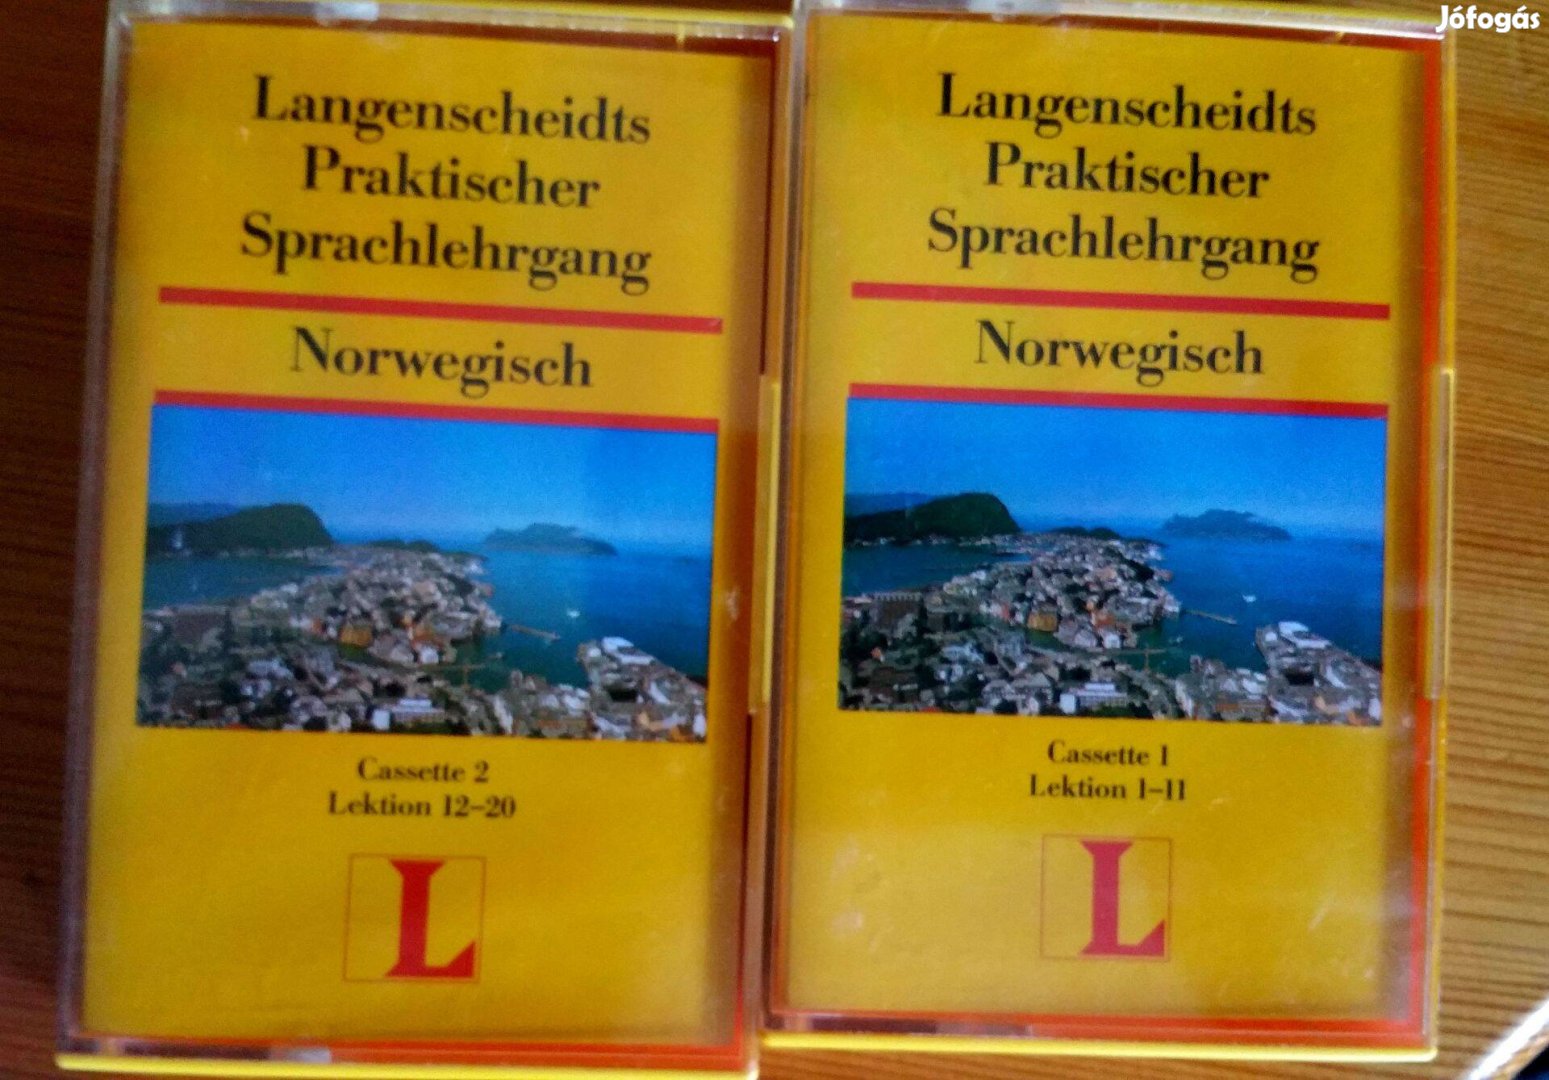 Jófogás
Langenscheidts
Praktischer
Sprachlehrgang
Norwegisch
Cassette 2
Lektion 12–20
L
Langenscheidts
Praktischer
Sprachlehrgang
Norwegisch
Cassette 1
Lektion 1–11
L